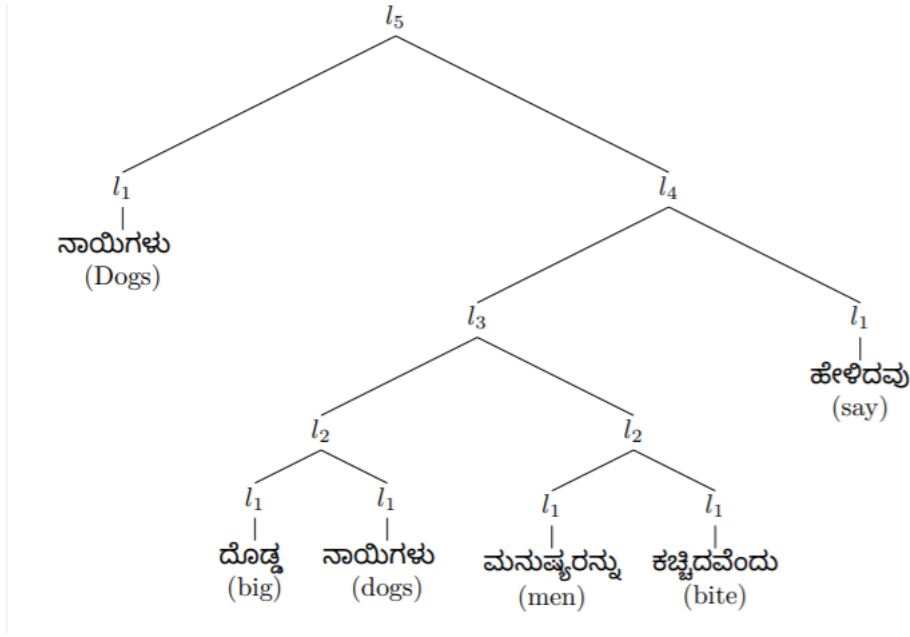 l5
l1 l4
ನಾಯಿಗಳು
(Dogs)
l3 l1
ಹೇಳಿದವು
(say)
l2 l2
l1 l1 l1 l1
ದೊಡ್ಡ ನಾಯಿಗಳು ಮನುಷ್ಯರನ್ನು ಕಚ್ಚಿದವೆಂದು
(big) (dogs) (men) (bite)